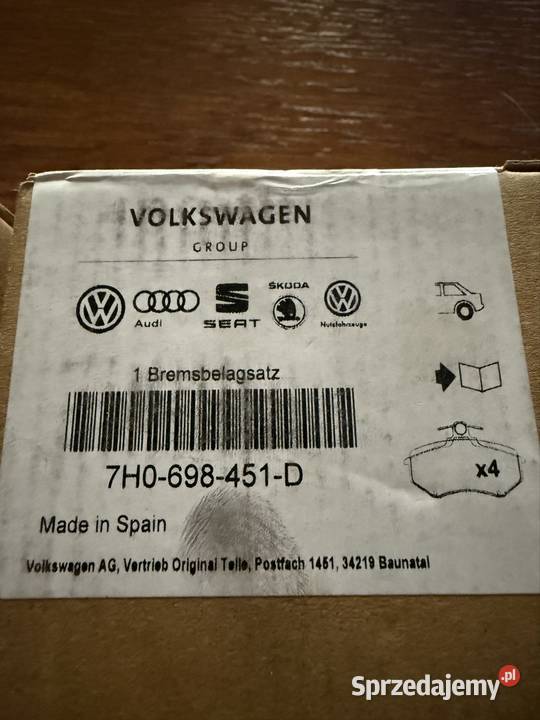 VOLKSWAGEN
GROUP
Audi
SEAT
ŠKODA
Nutzfahrzeuge
1 Bremsbelagsatz
7H0-698-451-D
x4
Made in Spain
Volkswagen AG, Vertrieb Original Teile, Postfach 1451, 34219 Baunatal
Sprzedajemy.pl